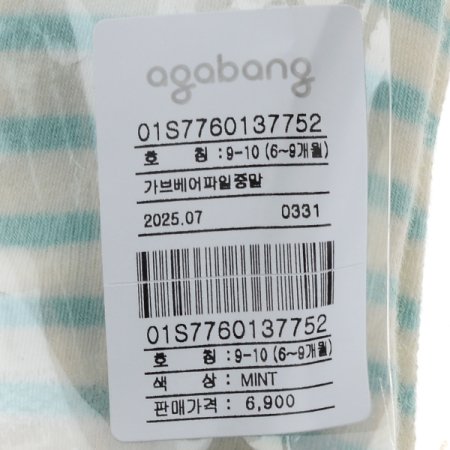 agabang
01S7760137752
호 칭 : 9-10 (6~9개월)
가브베어파일중말
2025.07 0331
01S7760137752
호 칭 : 9-10 (6~9개월)
색 상 : MINT
판매가격 : 6,900